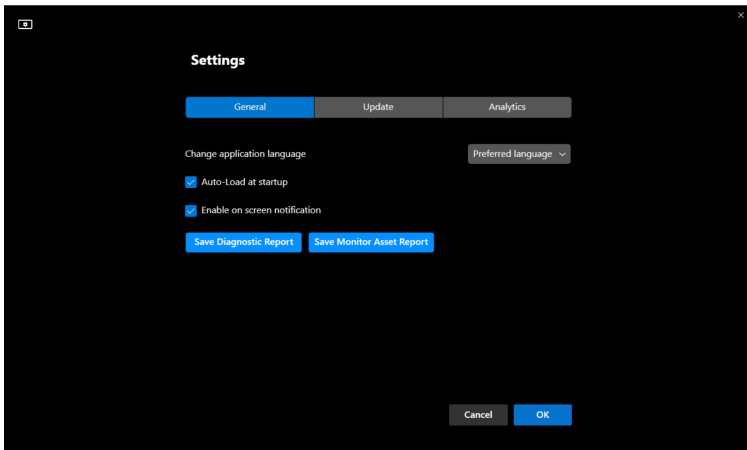 Settings
General Update Analytics
Change application language Preferred language
Auto-Load at startup
Enable on screen notification
Save Diagnostic Report Save Monitor Asset Report
Cancel OK